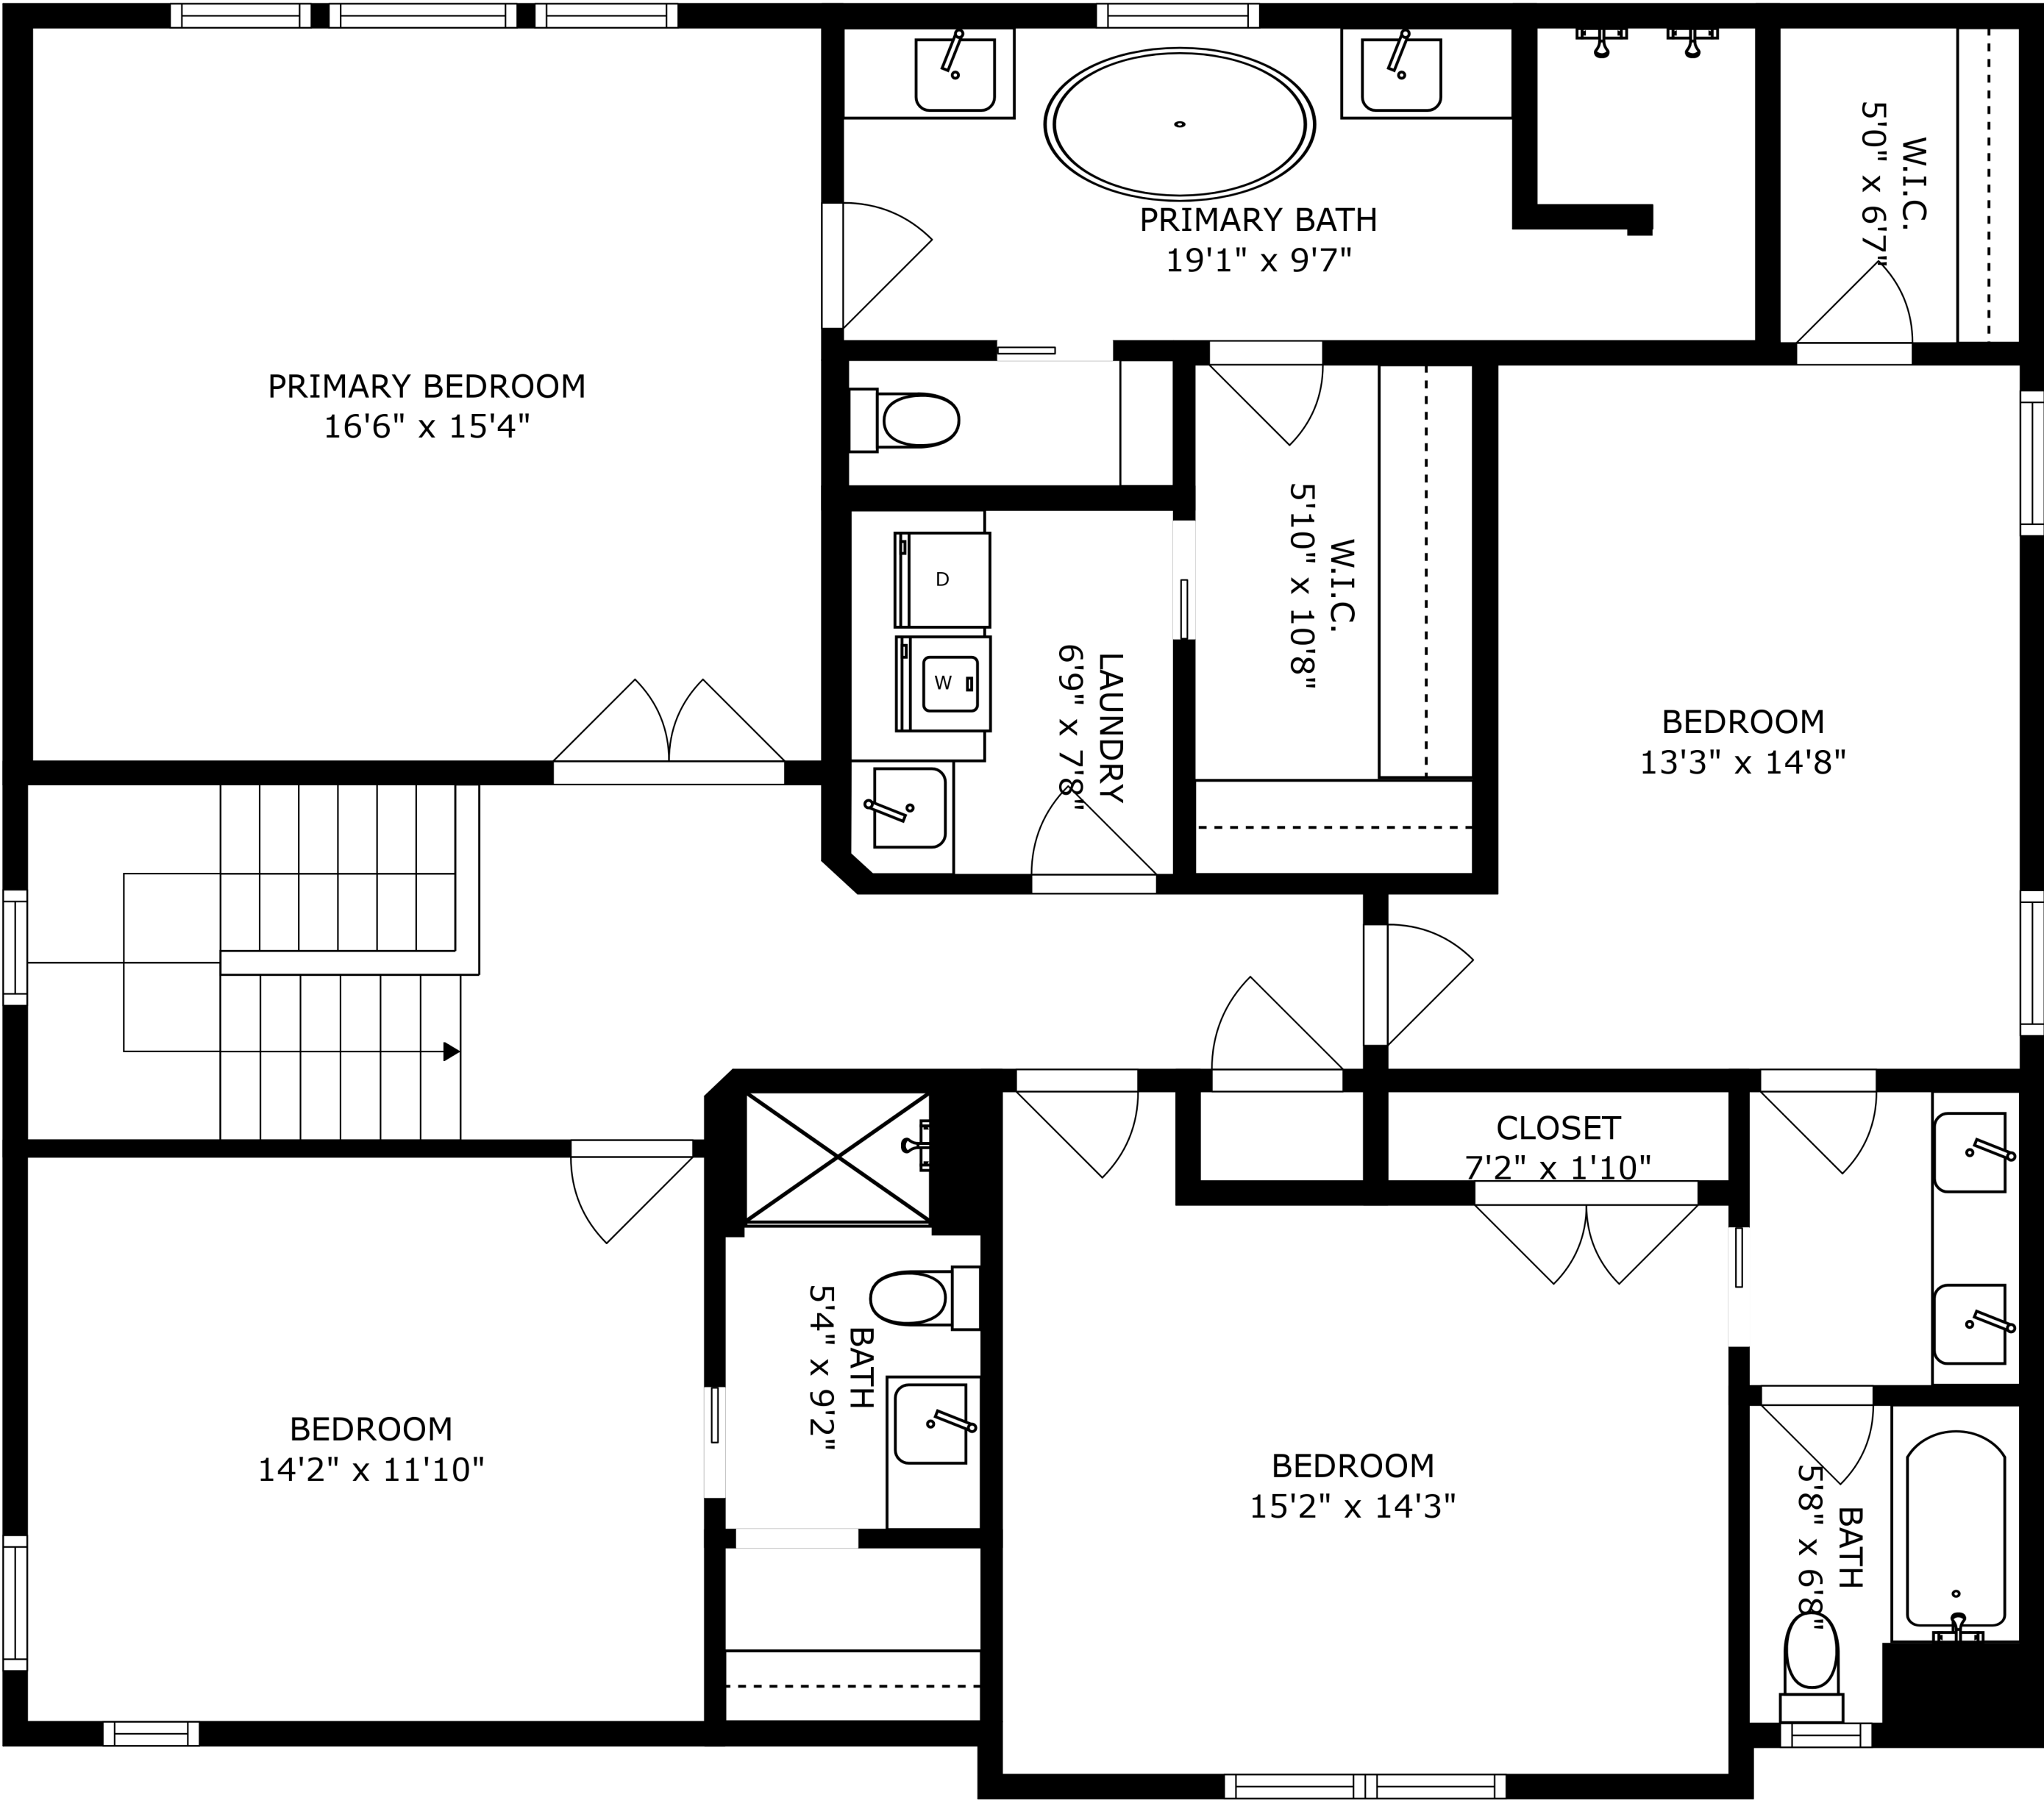 W.I.C.
5'0" x 6'7"
PRIMARY BATH
19'1" x 9'7"
PRIMARY BEDROOM
16'6" x 15'4"
W.I.C.
5'10" x 10'8"
D
W
LAUNDRY
6'9" x 7'8"
BEDROOM
13'3" x 14'8"
CLOSET
7'2" x 1'10"
BATH
5'4" x 9'2"
BEDROOM
14'2" x 11'10"
BEDROOM
15'2" x 14'3"
BATH
5'8" x 6'8"